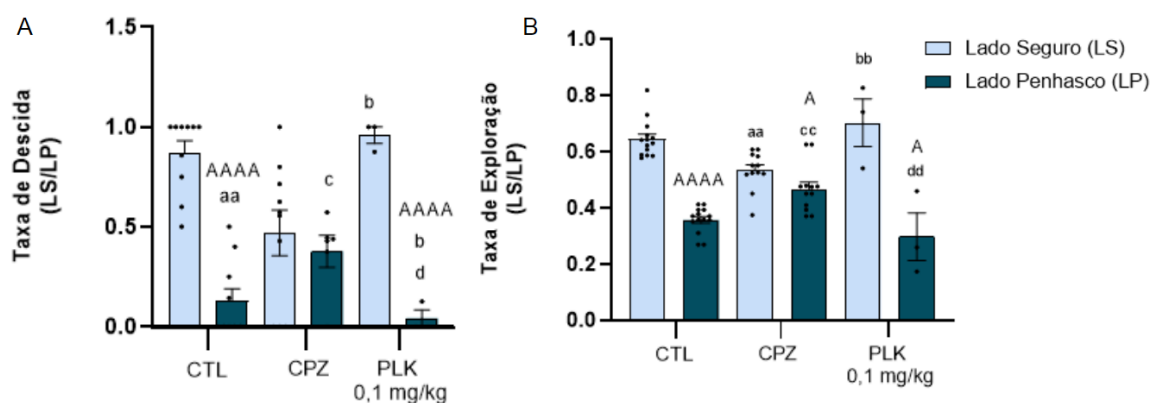 A
Taxa de Descida
(LS/LP)
1.5
1.0
0.5
0.0
AAAA
aa
c
b
AAAA
b
d
CTL
CPZ
PLK
0,1 mg/kg
B
Taxa de Exploração
(LS/LP)
1.0
0.8
0.6
0.4
0.2
0.0
AAAA
aa
A
cc
bb
A
dd
CTL
CPZ
PLK
0,1 mg/kg
Lado Seguro (LS)
Lado Penhasco (LP)